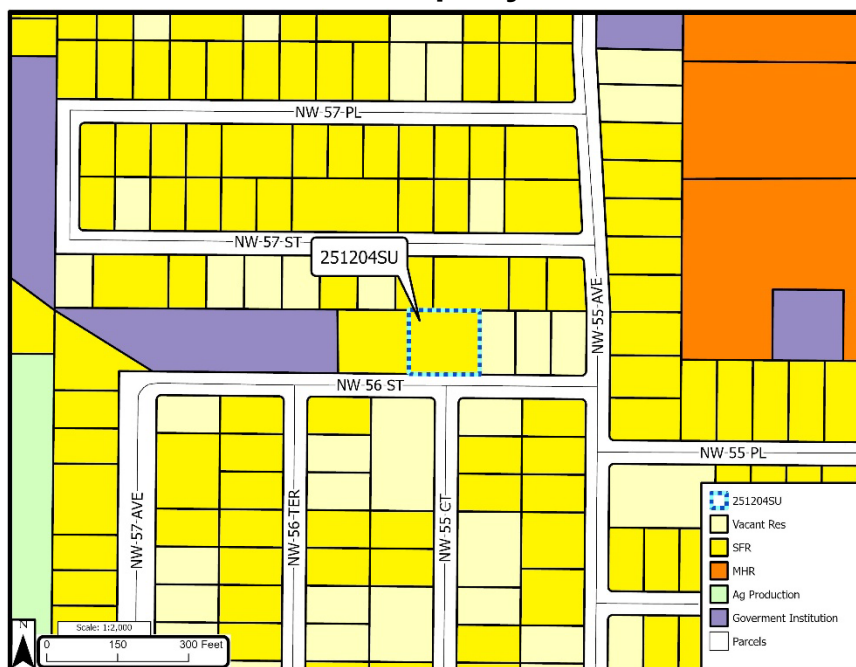 NW 57 PL
NW 57 ST
251204SU
NW 55 AVE
NW 56 ST
NW 55 PL
NW 57 AVE
NW 56 TER
NW 55 CT
251204SU
Vacant Res
SFR
MHR
Ag Production
Goverment Institution
Parcels
N
Scale: 1:2,000
0 150 300 Feet